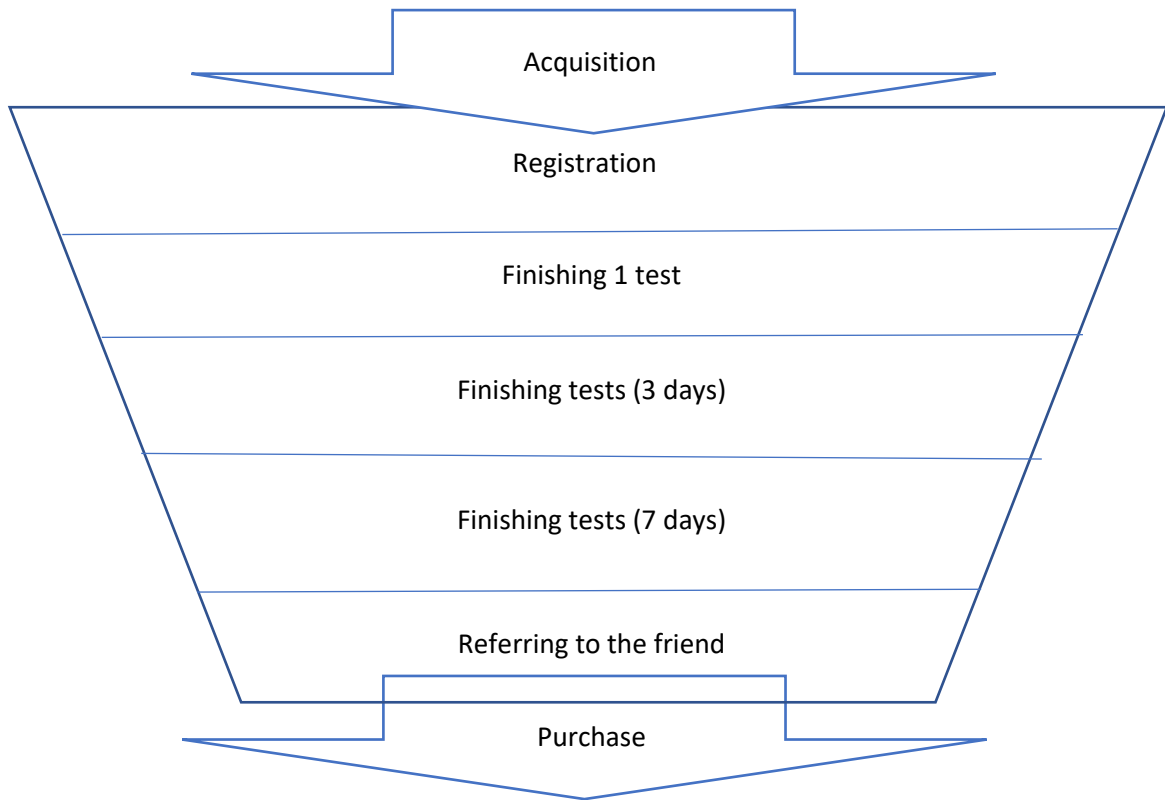 Acquisition
Registration
Finishing 1 test
Finishing tests (3 days)
Finishing tests (7 days)
Referring to the friend
Purchase